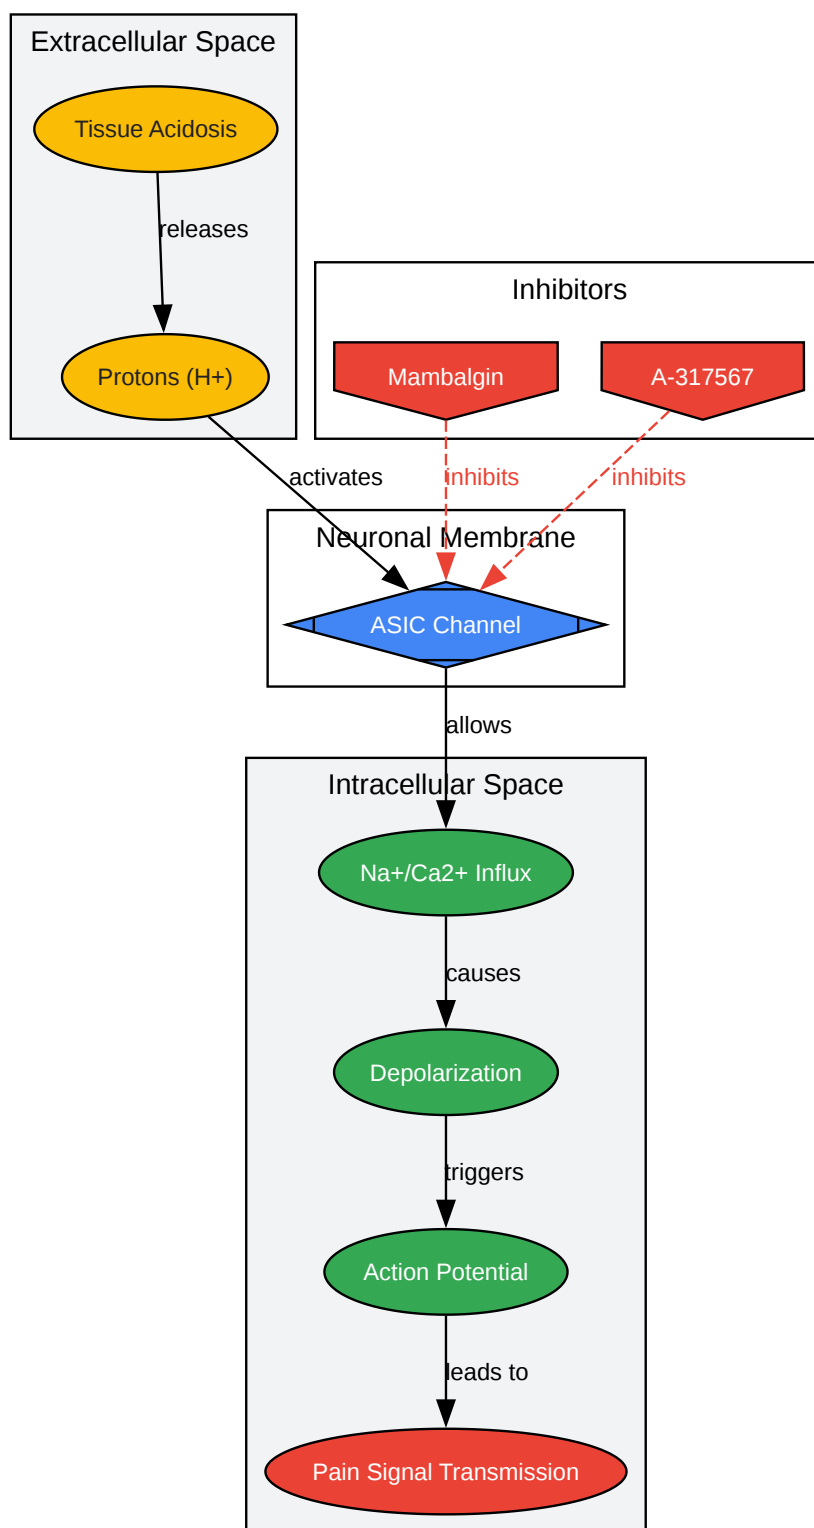 Extracellular Space
Tissue Acidosis
releases
Protons (H+)
Inhibitors
Mambalgin
A-317567
activates
inhibits
inhibits
Neuronal Membrane
ASIC Channel
allows
Intracellular Space
Na+/Ca2+ Influx
causes
Depolarization
triggers
Action Potential
leads to
Pain Signal Transmission